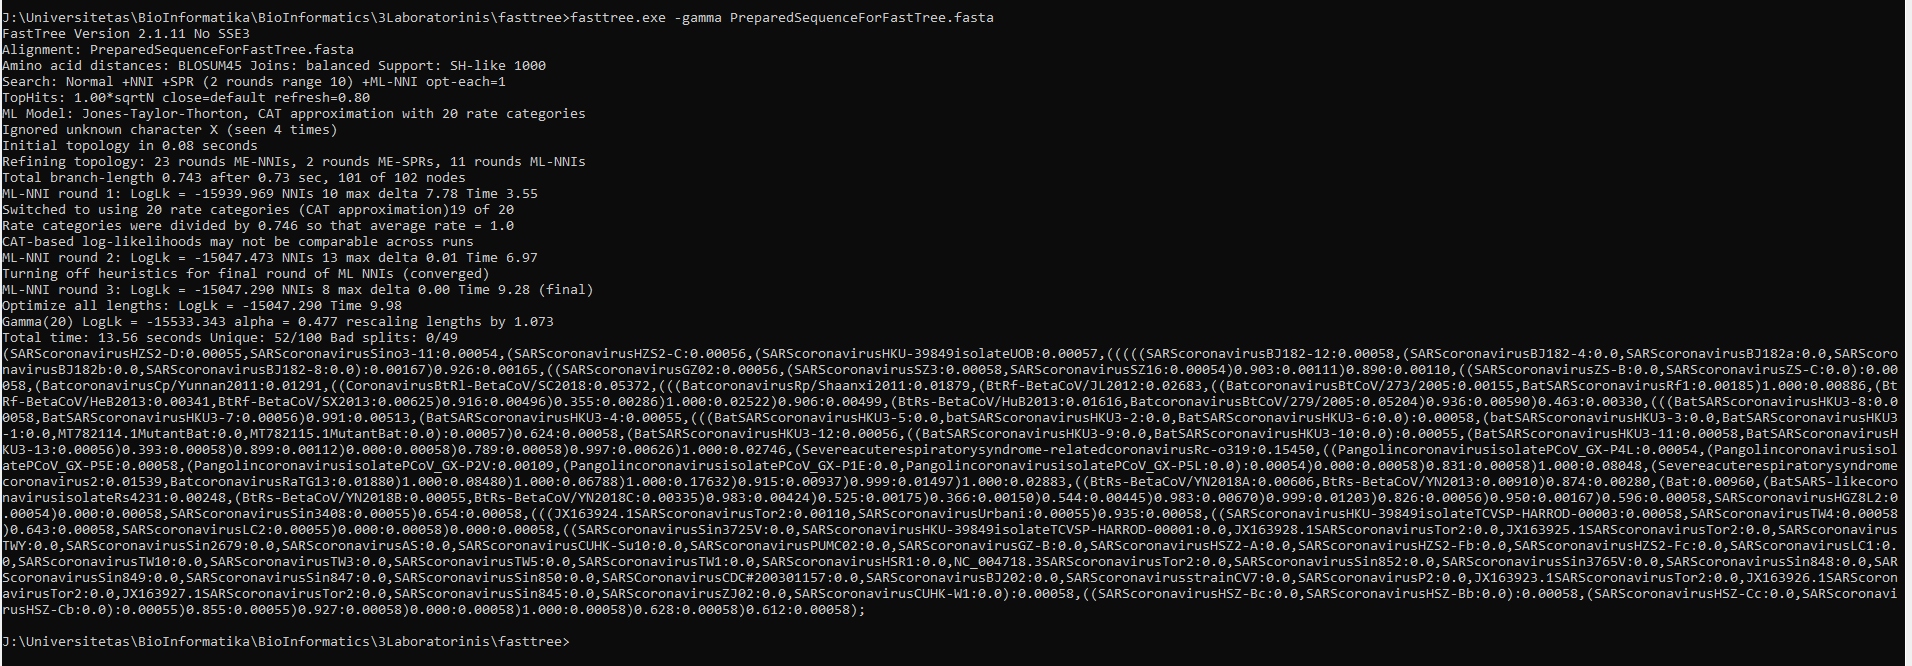 J:\Universitetas\BioInformatika\BioInformatics\3Laboratorinis\fasttree>fasttree.exe -gamma PreparedSequenceForFastTree.fasta
FastTree Version 2.1.11 No SSE3
Alignment: PreparedSequenceForFastTree.fasta
Amino acid distances: BLOSUM45 Joins: balanced Support: SH-like 1000
Search: Normal +NNI +SPR (2 rounds range 10) +ML-NNI opt-each=1
TopHits: 1.00*sqrtN close=default refresh=0.80
ML Model: Jones-Taylor-Thorton, CAT approximation with 20 rate categories
Ignored unknown character X (seen 4 times)
Initial topology in 0.08 seconds
Refining topology: 23 rounds ME-NNIs, 2 rounds ME-SPRs, 11 rounds ML-NNIs
Total branch-length 0.743 after 0.73 sec, 101 of 102 nodes
ML-NNI round 1: LogLk = -15939.969 NNIs 10 max delta 7.78 Time 3.55
Switched to using 20 rate categories (CAT approximation)19 of 20
Rate categories were divided by 0.746 so that average rate = 1.0
CAT-based log-likelihoods may not be comparable across runs
ML-NNI round 2: LogLk = -15047.473 NNIs 13 max delta 0.01 Time 6.97
Turning off heuristics for final round of ML NNIs (converged)
ML-NNI round 3: LogLk = -15047.290 NNIs 8 max delta 0.00 Time 9.28 (final)
Optimize all lengths: LogLk = -15047.290 Time 9.98
Gamma(20) LogLk = -15533.343 alpha = 0.477 rescaling lengths by 1.073
Total time: 13.56 seconds Unique: 52/100 Bad splits: 0/49
(SARScoronavirusHZS2-D:0.00055,SARScoronavirusSino3-11:0.00054,(SARScoronavirusHZS2-C:0.00056,(SARScoronavirusHKU-39849isolateUOB:0.00057,(((((SARScoronavirusBJ182-12:0.00058,(SARScoronavirusBJ182-4:0.0,SARScoronavirusBJ182a:0.0,SARScoro
navirusBJ182b:0.0,SARScoronavirusBJ182-8:0.0):0.00167)0.926:0.00165,((SARScoronavirusGZ02:0.00056,(SARScoronavirusSZ3:0.00058,SARScoronavirusSZ16:0.00054)0.903:0.00111)0.890:0.00110,((SARScoronavirusZS-B:0.0,SARScoronavirusZS-C:0.0):0.00
058,(BatcoronavirusCp/Yunnan2011:0.01291,((CoronavirusBtRl-BetaCoV/SC2018:0.05372,(((BatcoronavirusRp/Shaanxi2011:0.01879,(BtRf-BetaCoV/JL2012:0.02683,((BatcoronavirusBtCoV/273/2005:0.00155,BatSARScoronavirusRf1:0.00185)1.000:0.00886,(Bt
Rf-BetaCoV/HeB2013:0.00341,BtRf-BetaCoV/SX2013:0.00625)0.916:0.00496)0.355:0.00286)1.000:0.02522)0.906:0.00499,(BtRs-BetaCoV/HuB2013:0.01616,BatcoronavirusBtCoV/279/2005:0.05204)0.936:0.00590)0.463:0.00330,(((BatSARScoronavirusHKU3-8:0.0
0058,BatSARScoronavirusHKU3-7:0.00056)0.991:0.00513,(BatSARScoronavirusHKU3-4:0.00055,(((BatSARScoronavirusHKU3-5:0.0,batSARScoronavirusHKU3-2:0.0,BatSARScoronavirusHKU3-6:0.0):0.00058,(batSARScoronavirusHKU3-3:0.0,BatSARScoronavirusHKU3
-1:0.0,MT782114.1MutantBat:0.0,MT782115.1MutantBat:0.0):0.00057)0.624:0.00058,(BatSARScoronavirusHKU3-12:0.00056,((BatSARScoronavirusHKU3-9:0.0,BatSARScoronavirusHKU3-10:0.0):0.00055,(BatSARScoronavirusHKU3-11:0.00058,BatSARScoronavirusH
KU3-13:0.00056)0.393:0.00058)0.899:0.00112)0.000:0.00058)0.789:0.00058)0.997:0.00626)1.000:0.02746,(Severeacuterespiratorysyndrome-relatedcoronavirusRc-o319:0.15450,((PangolincoronavirusisolatePCoV_GX-P4L:0.00054,(Pangolincoronavirusisol
atePCoV_GX-P5E:0.00058,(PangolincoronavirusisolatePCoV_GX-P2V:0.00109,(PangolincoronavirusisolatePCoV_GX-P1E:0.0,PangolincoronavirusisolatePCoV_GX-P5L:0.0):0.00054)0.000:0.00058)0.831:0.00058)1.000:0.08048,(Severeacuterespiratorysyndrome
coronavirus2:0.01539,BatcoronavirusRaTG13:0.01880)1.000:0.08480)1.000:0.06788)1.000:0.17632)0.915:0.00937)0.999:0.01497)1.000:0.02883,((BtRs-BetaCoV/YN2018A:0.00606,BtRs-BetaCoV/YN2013:0.00910)0.874:0.00280,(Bat:0.00960,(BatSARS-likecoro
navirusisolateRs4231:0.00248,(BtRs-BetaCoV/YN2018B:0.00055,BtRs-BetaCoV/YN2018C:0.00335)0.983:0.00424)0.525:0.00175)0.366:0.00150)0.544:0.00445)0.983:0.00670)0.999:0.01203)0.826:0.00056)0.950:0.00167)0.596:0.00058,SARScoronavirusHGZ8L2:0
.00054)0.000:0.00058,SARScoronavirusSin3408:0.00055)0.654:0.00058,(((JX163924.1SARScoronavirusTor2:0.00110,SARScoronavirusUrbani:0.00055)0.935:0.00058,((SARScoronavirusHKU-39849isolateTCVSP-HARROD-00003:0.00058,SARScoronavirusTW4:0.00058
)0.643:0.00058,SARScoronavirusLC2:0.00055)0.000:0.00058)0.000:0.00058,((SARScoronavirusSin3725V:0.0,SARScoronavirusHKU-39849isolateTCVSP-HARROD-00001:0.0,JX163928.1SARScoronavirusTor2:0.0,JX163925.1SARScoronavirusTor2:0.0,SARScoronavirus
TWY:0.0,SARScoronavirusSin2679:0.0,SARScoronavirusAS:0.0,SARScoronavirusCUHK-Su10:0.0,SARScoronavirusPUMC02:0.0,SARScoronavirusGZ-B:0.0,SARScoronavirusHSZ2-A:0.0,SARScoronavirusHZS2-Fb:0.0,SARScoronavirusHZS2-Fc:0.0,SARScoronavirusLC1:0.
0,SARScoronavirusTW10:0.0,SARScoronavirusTW3:0.0,SARScoronavirusTW5:0.0,SARScoronavirusTW1:0.0,SARScoronavirusHSR1:0.0,NC_004718.3SARScoronavirusTor2:0.0,SARScoronavirusSin852:0.0,SARScoronavirusSin3765V:0.0,SARScoronavirusSin848:0.0,SAR
ScoronavirusSin849:0.0,SARScoronavirusSin847:0.0,SARScoronavirusSin850:0.0,SARSCoronavirusCDC#200301157:0.0,SARScoronavirusBJ202:0.0,SARScoronavirusstrainCV7:0.0,SARScoronavirusP2:0.0,JX163923.1SARScoronavirusTor2:0.0,JX163926.1SARScoron
avirusTor2:0.0,JX163927.1SARScoronavirusTor2:0.0,SARScoronavirusSin845:0.0,SARScoronavirusZJ02:0.0,SARScoronavirusCUHK-W1:0.0):0.00058,((SARScoronavirusHSZ-Bc:0.0,SARScoronavirusHSZ-Bb:0.0):0.00058,(SARScoronavirusHSZ-Cc:0.0,SARScoronavi
rusHSZ-Cb:0.0):0.00055)0.855:0.00055)0.927:0.00058)0.000:0.00058)1.000:0.00058)0.628:0.00058)0.612:0.00058);
J:\Universitetas\BioInformatika\BioInformatics\3Laboratorinis\fasttree>